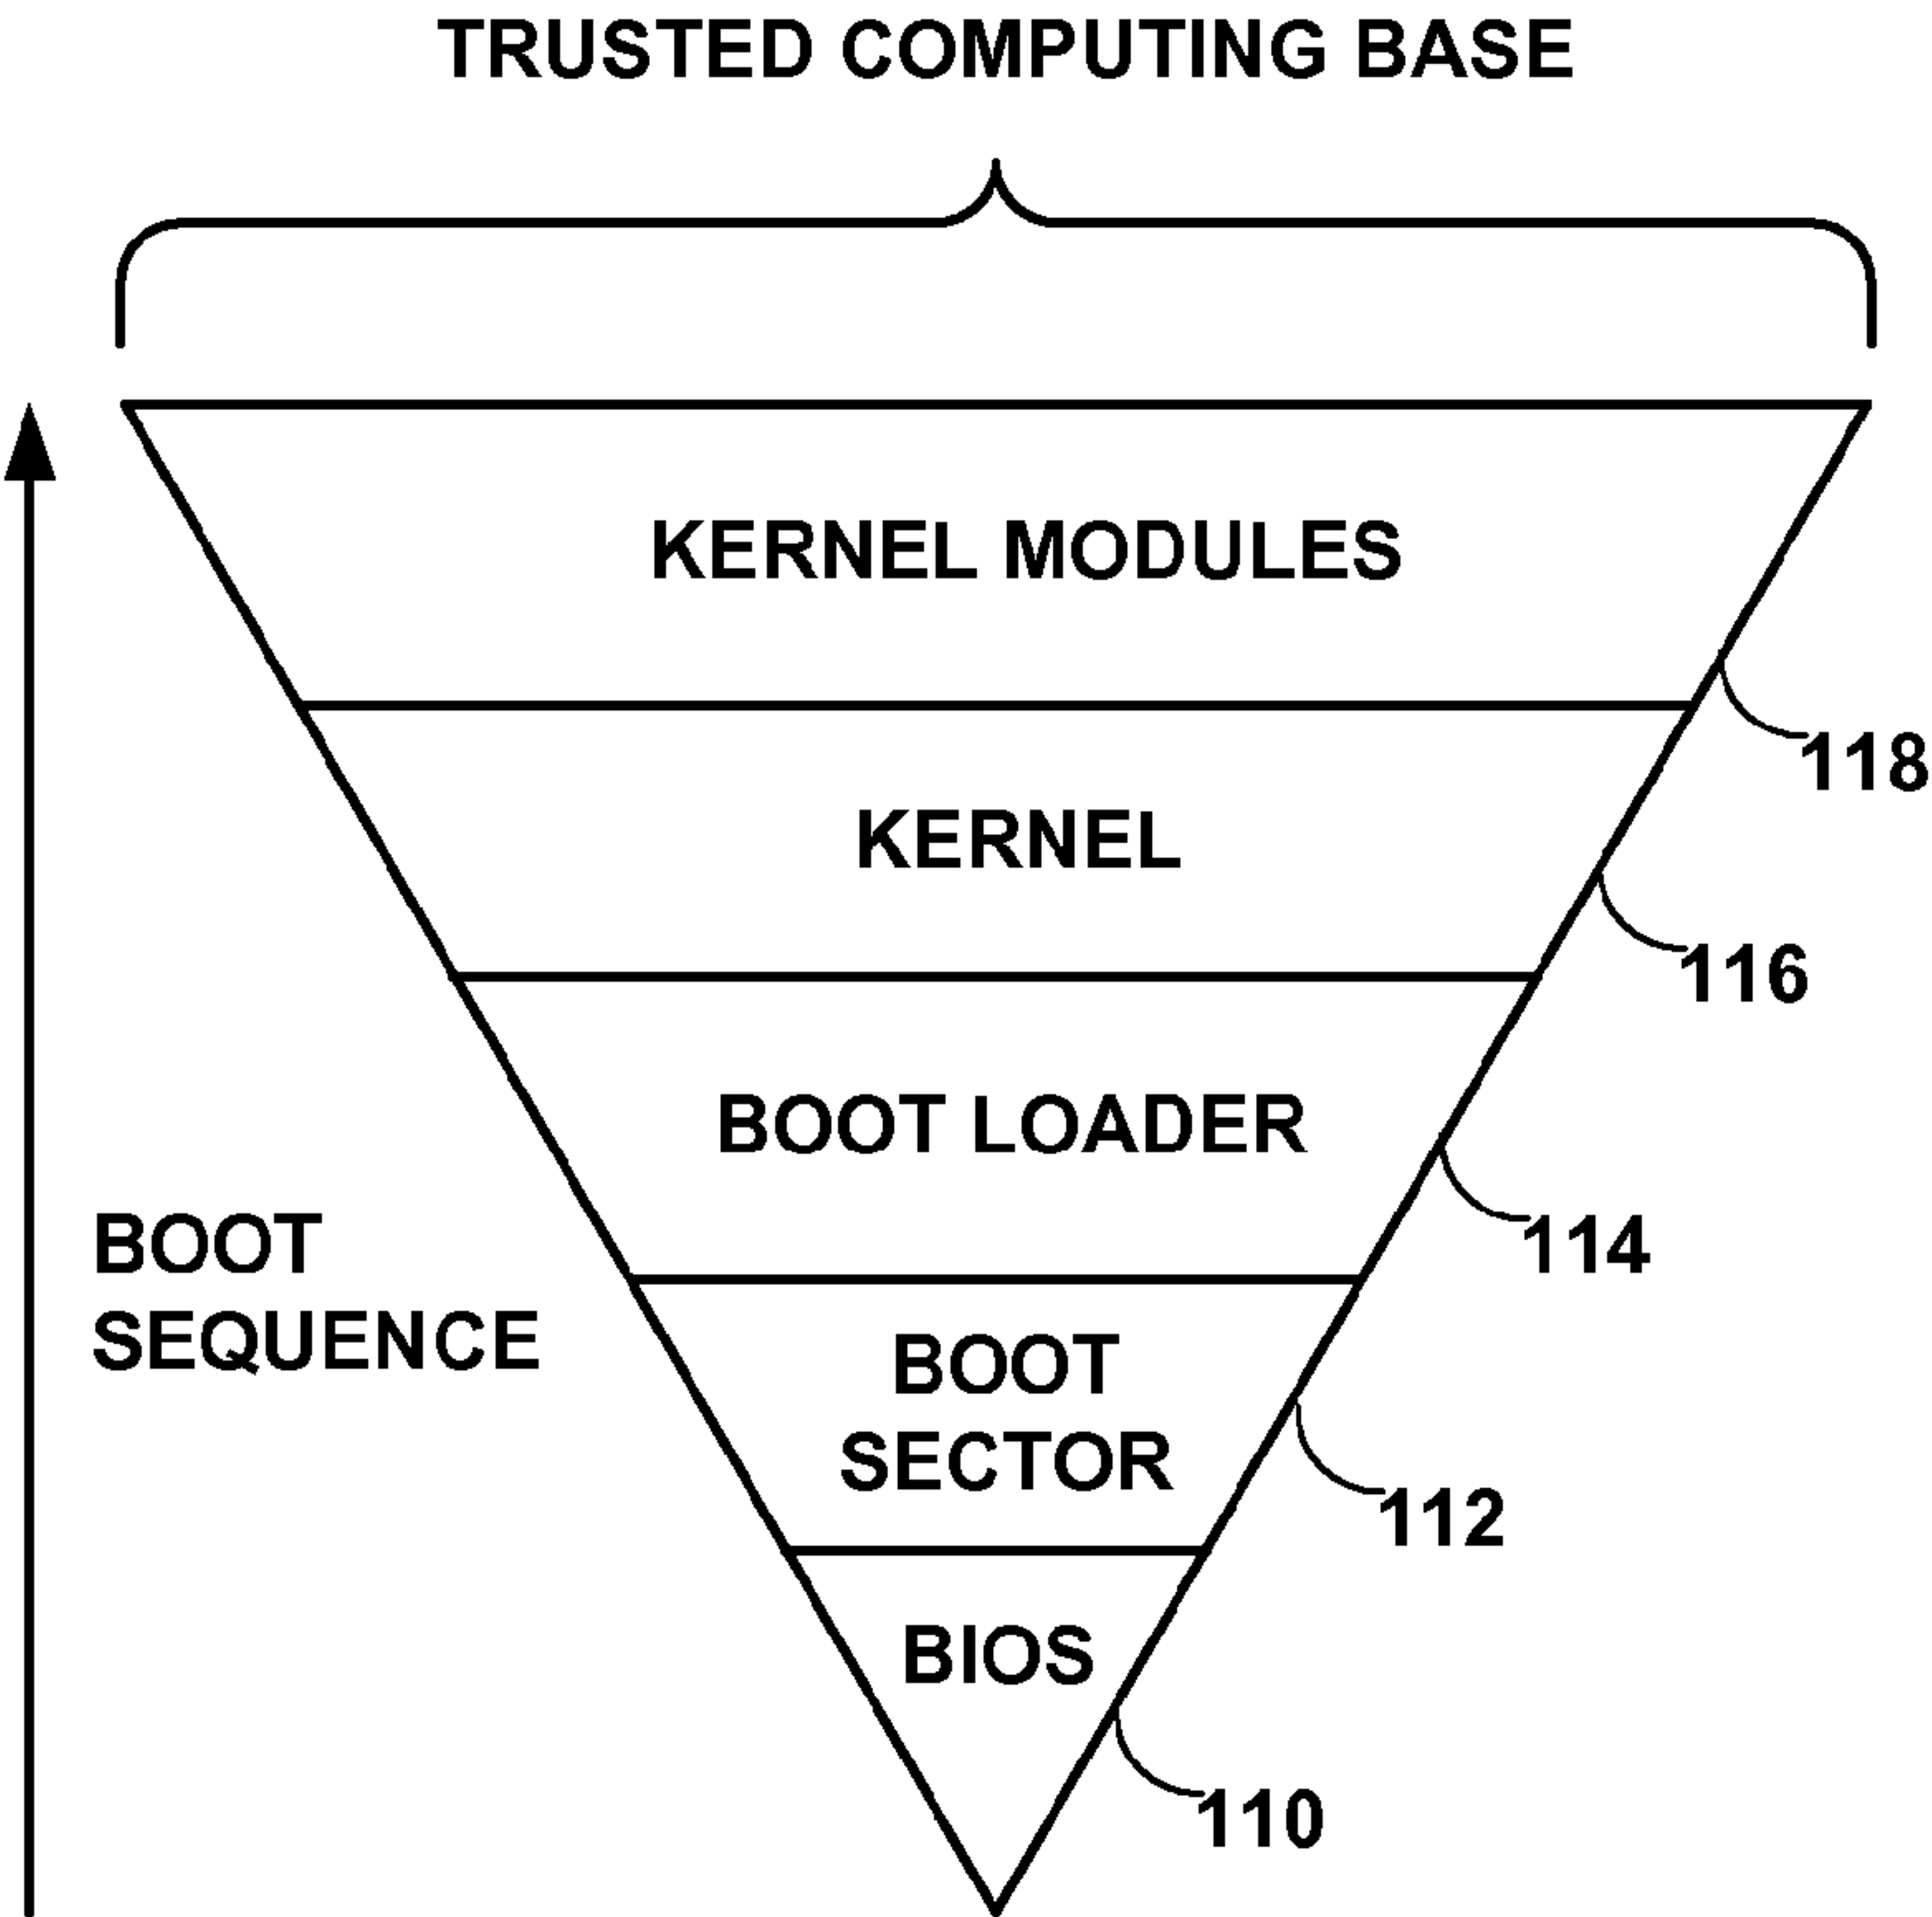 TRUSTED COMPUTING BASE
KERNEL MODULES
118
KERNEL
116
BOOT LOADER
114
BOOT
SEQUENCE
BOOT
SECTOR
112
BIOS
110